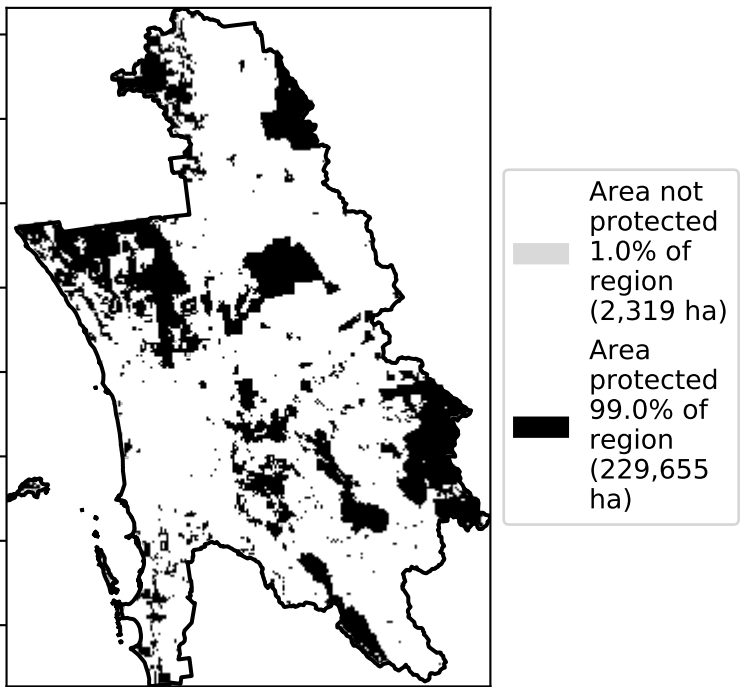 Area not
protected
1.0% of
region
(2,319 ha)
Area
protected
99.0% of
region
(229,655
ha)